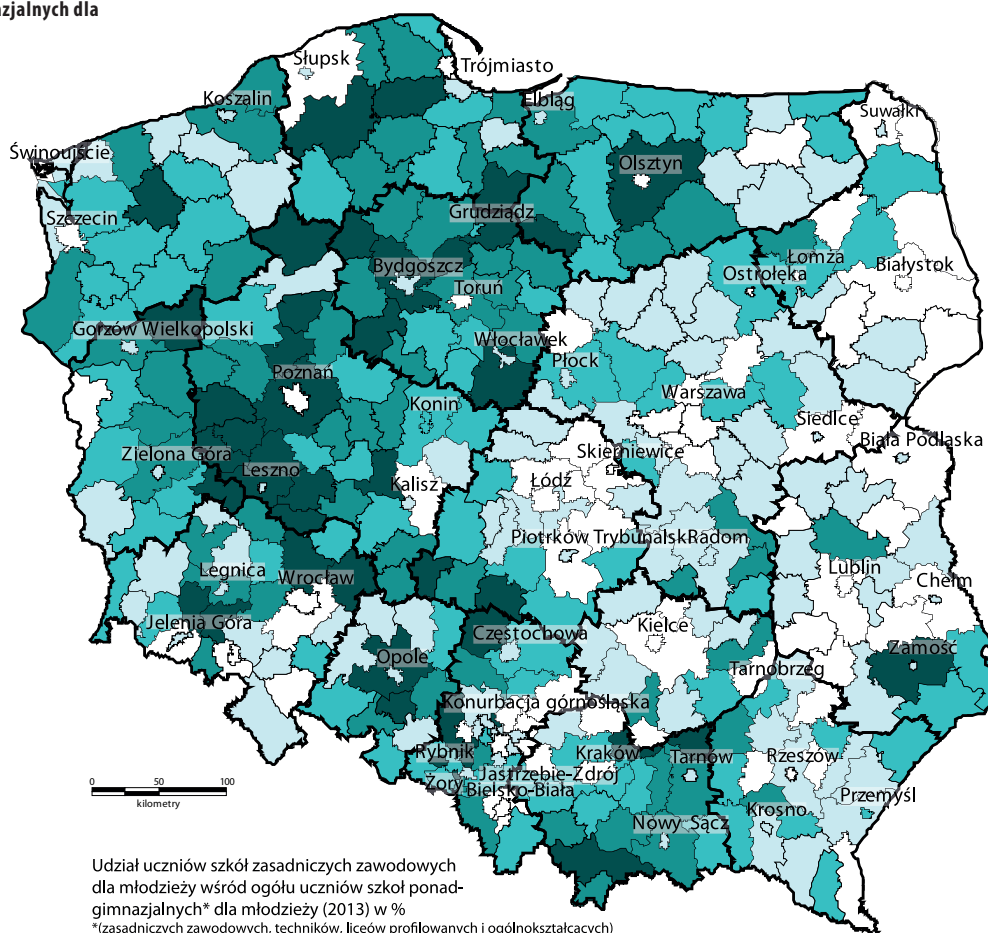 zjalnych dla
Słupsk
Trójmiasto
Koszalin
Elbląg
Suwałki
Świnoujście
Olsztyn
Szczecin
Grudziądz
Bydgoszcz
Ostrołęka
Łomża
Białystok
Toruń
Gorzów Wielkopolski
Włocławek
Płock
Poznań
Warszawa
Konin
Siedlce
Biała Podląska
Zielona Góra
Skierniewice
Leszno
Kalisz
Łódź
Piotrków Trybunalski
Radom
Legnica
Wrocław
Lublin
Chełm
Jelenia Góra
Częstochowa
Kielce
Zamość
Opole
Tarnobrzeg
Konurbacja górnośląska
Rybnik
Kraków
Tarnów
Rzeszów
Żory
Jastrzębie-Zdrój
Bielsko-Biała
Przemyśl
Krosno
Nowy Sącz
0 50 100
kilometry
Udział uczniów szkół zasadniczych zawodowych
dla młodzieży wśród ogółu uczniów szkół ponad-
gimnazjalnych* dla młodzieży (2013) w %
*(zasadniczych zawodowych, techników, liceów profilowanych i ogólnokształcących)